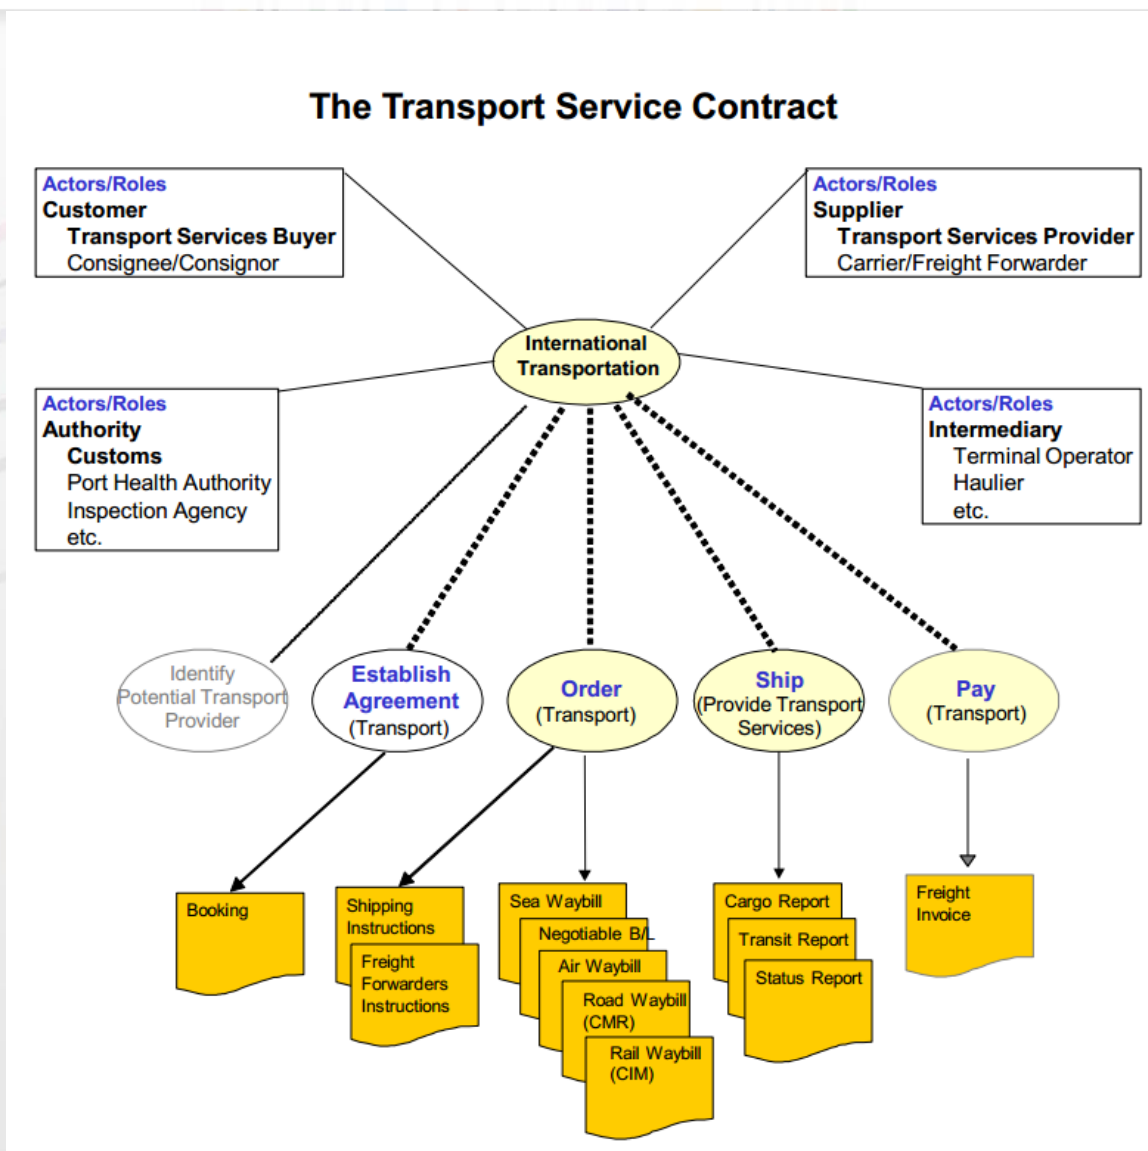 The Transport Service Contract
Actors/Roles
Customer
Transport Services Buyer
Consignee/Consignor
Actors/Roles
Supplier
Transport Services Provider
Carrier/Freight Forwarder
International
Transportation
Actors/Roles
Authority
Customs
Port Health Authority
Inspection Agency
etc.
Actors/Roles
Intermediary
Terminal Operator
Haulier
etc.
Identify
Potential Transport
Provider
Establish
Agreement
(Transport)
Order
(Transport)
Ship
(Provide Transport
Services)
Pay
(Transport)
Booking
Shipping
Instructions
Freight
Forwarders
Instructions
Sea Waybill
Negotiable B/L
Air Waybill
Road Waybill
(CMR)
Rail Waybill
(CIM)
Cargo Report
Transit Report
Status Report
Freight
Invoice